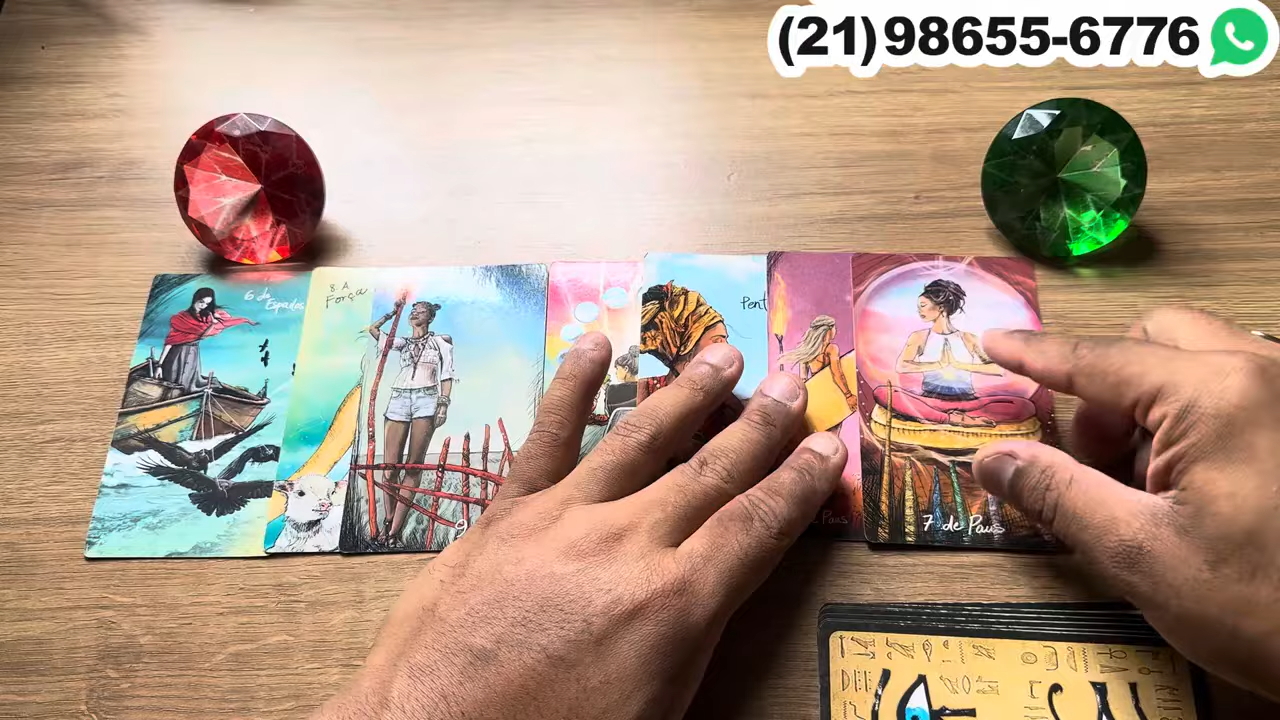 (21)98655-6776
6 de
Espadas
8. A
Força
Pent
7 de Paus